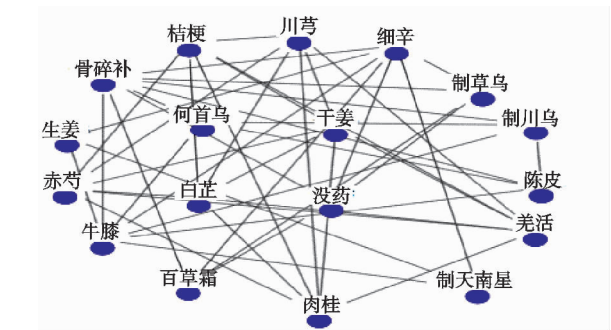 川芎
桔梗
细辛
骨碎补
制草乌
何首乌
干姜
制川乌
生姜
赤芍
白芷
没药
陈皮
牛膝
羌活
百草霜
制天南星
肉桂